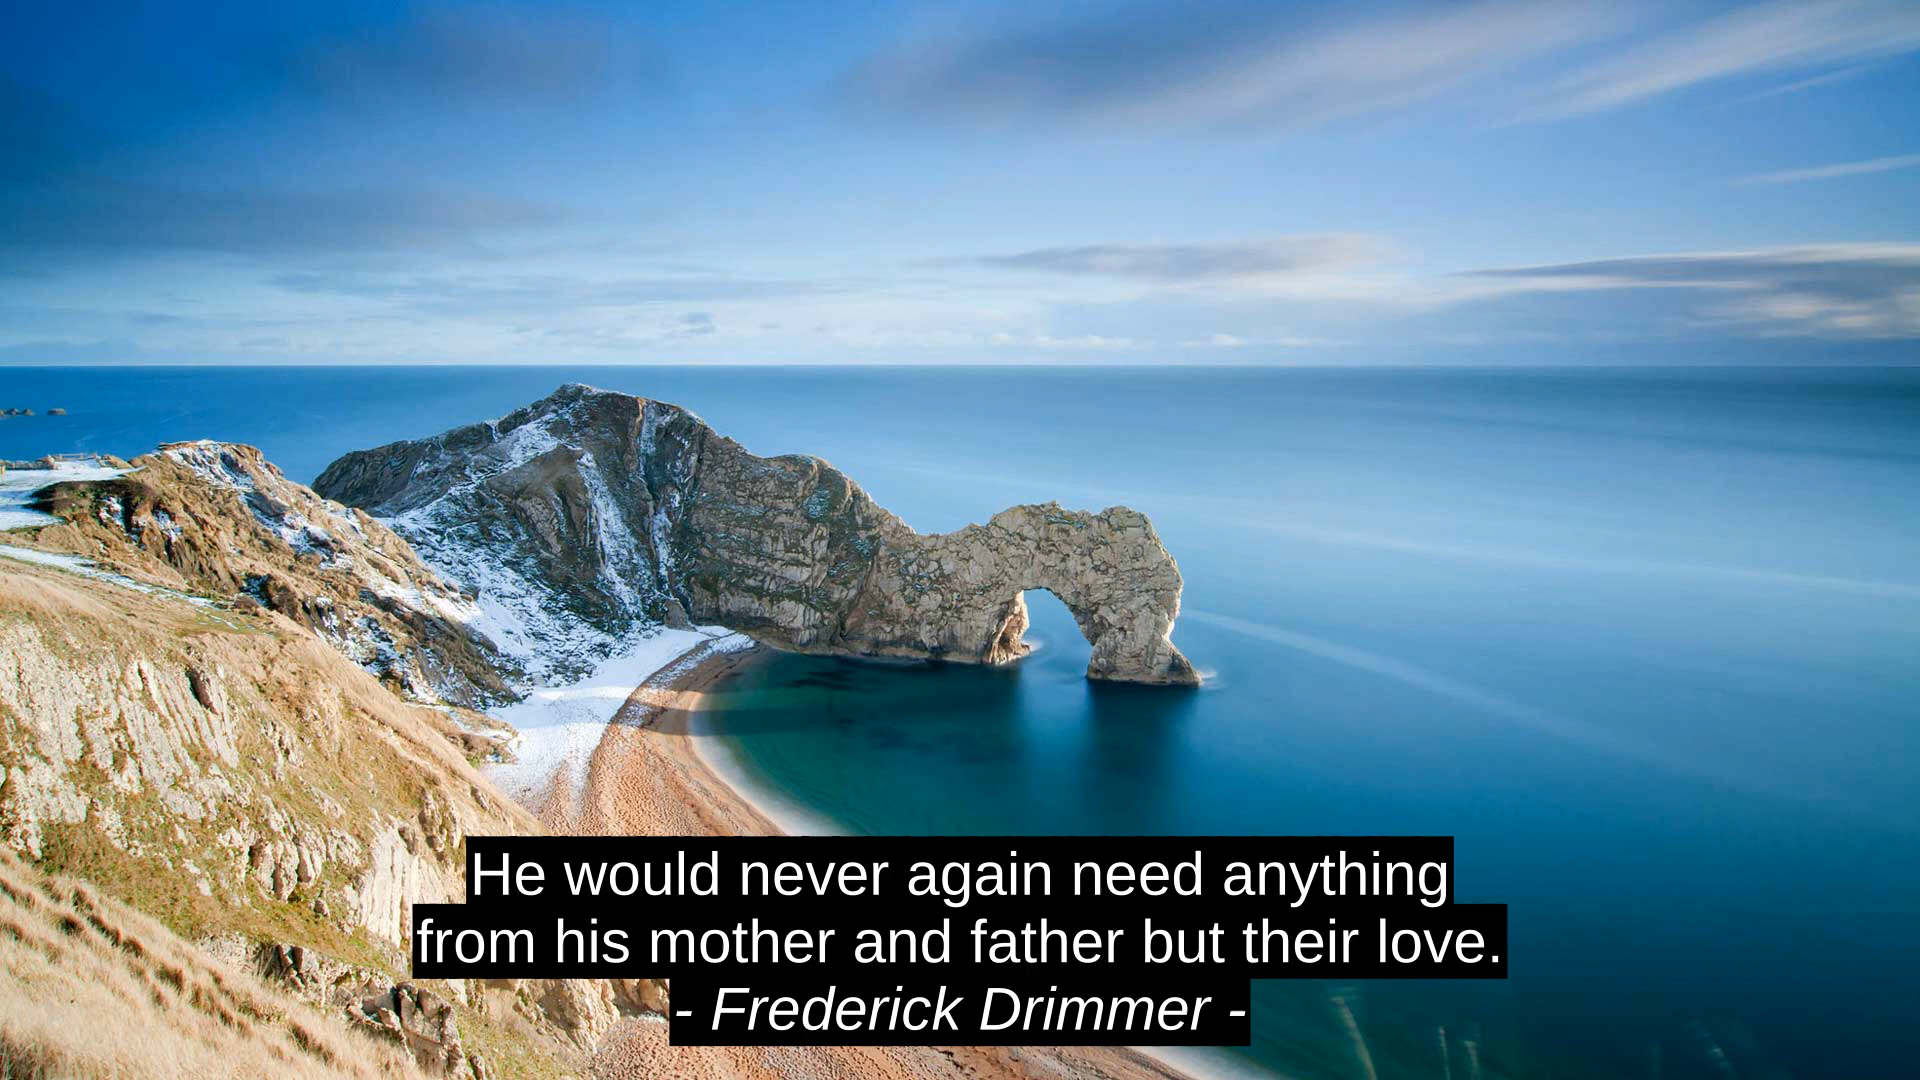 He would never again need anything
from his mother and father but their love.
- Frederick Drimmer -